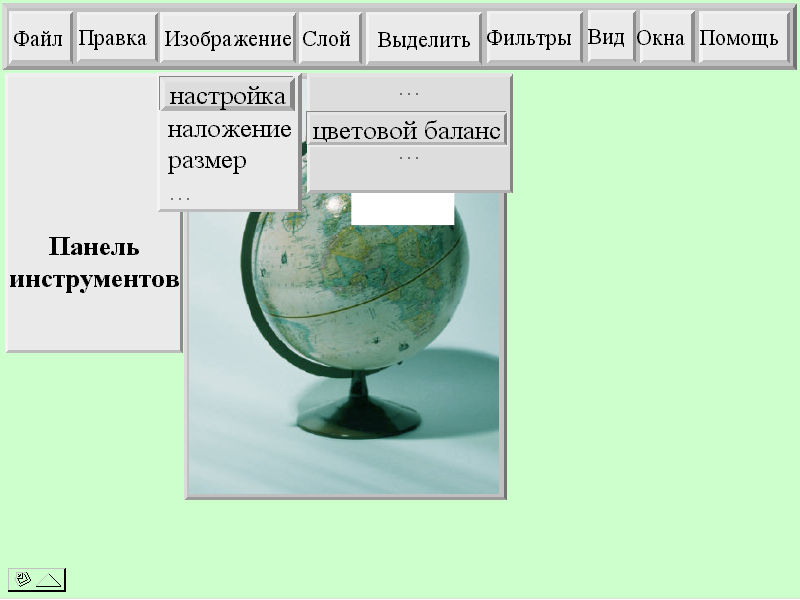 Файл Правка Изображение Слой Выделить Фильтры Вид Окна Помощь
настройка
наложение
размер
...
...
цветовой баланс
...
Панель
инструментов